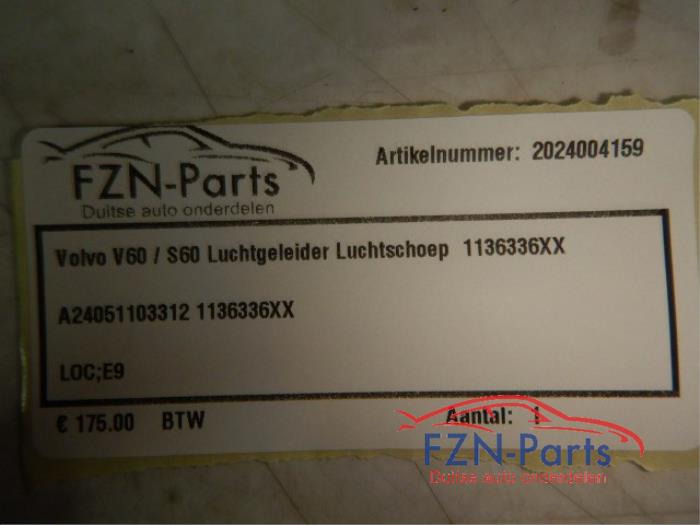 FZN-Parts
Duitse auto onderdelen
Artikelnummer: 2024004159
Volvo V60 / S60 Luchtgeleider Luchtschoep 1136336XX
A24051103312 1136336XX
LOC;E9
€ 175.00 BTW Aantal: 1
FZN-Parts
Duitse auto onderdelen